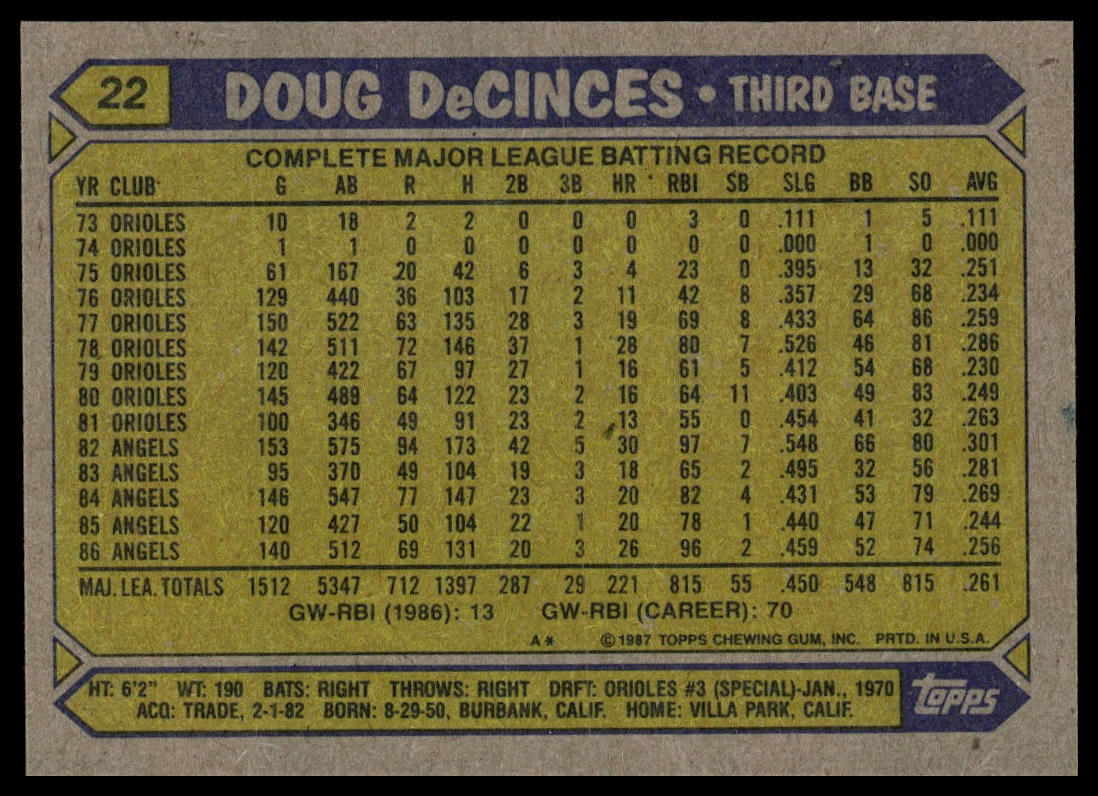 22 DOUG DeCINCES • THIRD BASE
COMPLETE MAJOR LEAGUE BATTING RECORD
YR CLUB G AB R H 2B 3B HR RBI SB SLG BB SO AVG
73 ORIOLES 10 18 2 2 0 0 0 3 0 .111 1 5 .111
74 ORIOLES 1 1 0 0 0 0 0 0 0 .000 1 0 .000
75 ORIOLES 61 167 20 42 6 3 4 23 0 .395 13 32 .251
76 ORIOLES 129 440 36 103 17 2 11 42 8 .357 29 68 .234
77 ORIOLES 150 522 63 135 28 3 19 69 8 .433 64 86 .259
78 ORIOLES 142 511 72 146 37 1 28 80 7 .526 46 81 .286
79 ORIOLES 120 422 67 97 27 1 16 61 5 .412 54 68 .230
80 ORIOLES 145 489 64 122 23 2 16 64 11 .403 49 83 .249
81 ORIOLES 100 346 49 91 23 2 13 55 0 .454 41 32 .263
82 ANGELS 153 575 94 173 42 5 30 97 7 .548 66 80 .301
83 ANGELS 95 370 49 104 19 3 18 65 2 .495 32 56 .281
84 ANGELS 146 547 77 147 23 3 20 82 4 .431 53 79 .269
85 ANGELS 120 427 50 104 22 1 20 78 1 .440 47 71 .244
86 ANGELS 140 512 69 131 20 3 26 96 2 .459 52 74 .256
MAJ. LEA. TOTALS 1512 5347 712 1397 287 29 221 815 55 .450 548 815 .261
GW-RBI (1986): 13 GW-RBI (CAREER): 70
A* © 1987 TOPPS CHEWING GUM, INC. PRTD. IN U.S.A.
HT: 6'2" WT: 190 BATS: RIGHT THROWS: RIGHT DRFT: ORIOLES #3 (SPECIAL)-JAN., 1970
ACQ: TRADE, 2-1-82 BORN: 8-29-50, BURBANK, CALIF. HOME: VILLA PARK, CALIF.
Topps